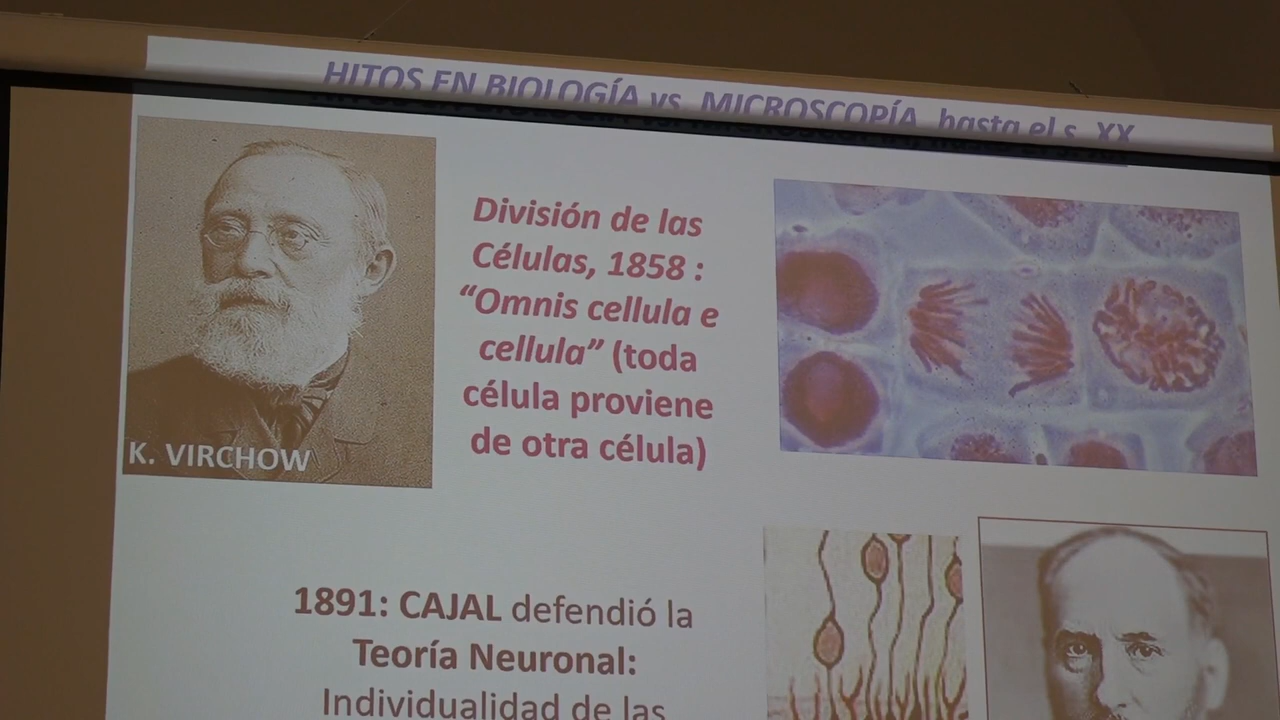 HITOS EN BIOLOGÍA vs. MICROSCOPÍA, hasta el s. XX
División de las
Células, 1858 :
“Omnis cellula e
cellula” (toda
célula proviene
de otra célula)
K. VIRCHOW
1891: CAJAL defendió la
Teoría Neuronal:
Individualidad de las